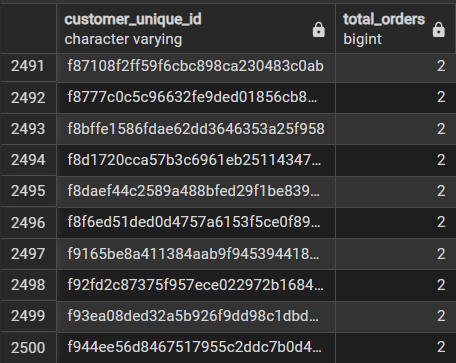 customer_unique_id total_orders
character varying bigint
2491 f87108f2ff59f6cbc898ca230483c0ab 2
2492 f8777c0c5c96632fe9ded01856cb8... 2
2493 f8bffe1586fdae62dd3646353a25f958 2
2494 f8d1720cca57b3c6961eb25114347... 2
2495 f8daef44c2589a488bfed29f1be839... 2
2496 f8f6ed51ded0d4757a6153f5ce0f89... 2
2497 f9165be8a411384aab9f945394418... 2
2498 f92fd2c87375f957ece022972b1684... 2
2499 f93ea08ded32a5b926f9dd98c1dbd... 2
2500 f944ee56d8467517955c2ddc7b0d4... 2